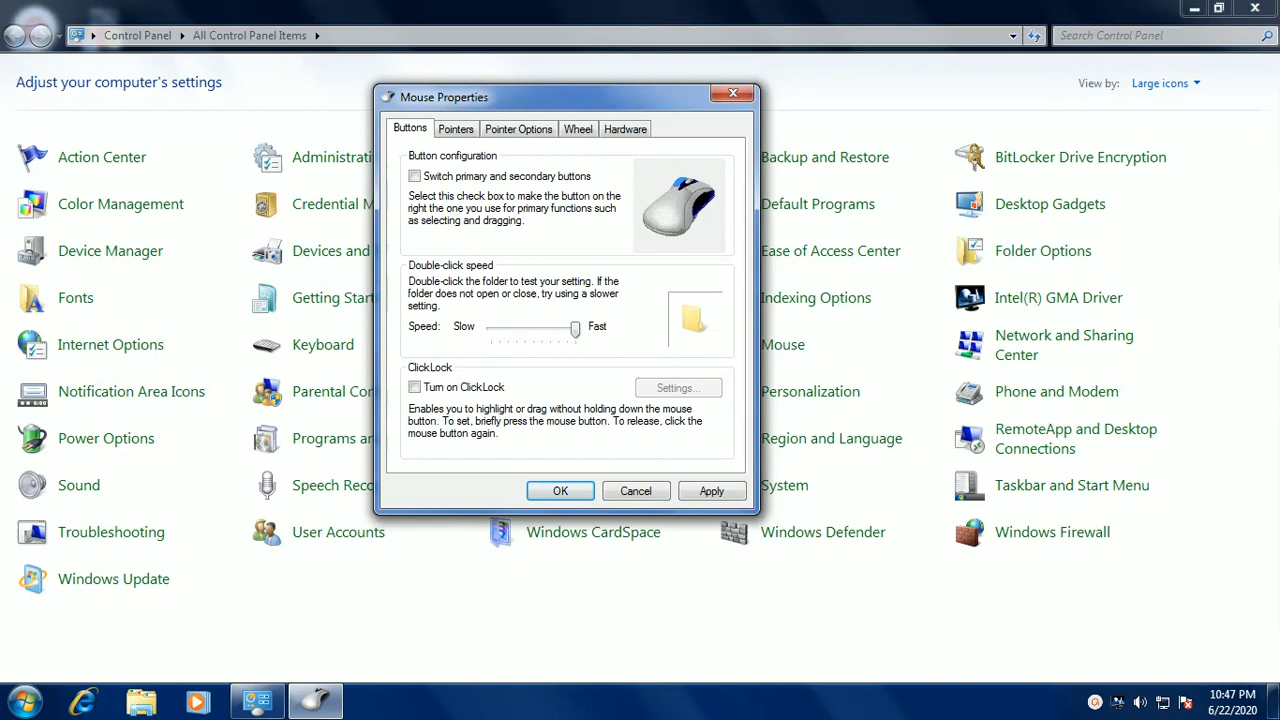 Control Panel
All Control Panel Items
Search Control Panel
Adjust your computer's settings
View by:
Large icons
Mouse Properties
Buttons
Pointers
Pointer Options
Wheel
Hardware
Button configuration
Switch primary and secondary buttons
Select this check box to make the button on the
right the one you use for primary functions such
as selecting and dragging.
Double-click speed
Double-click the folder to test your setting. If the
folder does not open or close, try using a slower
setting.
Speed:
Slow
Fast
ClickLock
Turn on ClickLock
Settings...
Enables you to highlight or drag without holding down the mouse
button. To set, briefly press the mouse button. To release, click the
mouse button again.
OK
Cancel
Apply
Action Center
Administrati
Backup and Restore
BitLocker Drive Encryption
Color Management
Credential M
Default Programs
Desktop Gadgets
Device Manager
Devices and
Ease of Access Center
Folder Options
Fonts
Getting Star
Indexing Options
Intel(R) GMA Driver
Internet Options
Keyboard
Mouse
Network and Sharing
Center
Notification Area Icons
Parental Cor
Personalization
Phone and Modem
Power Options
Programs ar
Region and Language
RemoteApp and Desktop
Connections
Sound
Speech Reco
System
Taskbar and Start Menu
Troubleshooting
User Accounts
Windows CardSpace
Windows Defender
Windows Firewall
Windows Update
10:47 PM
6/22/2020